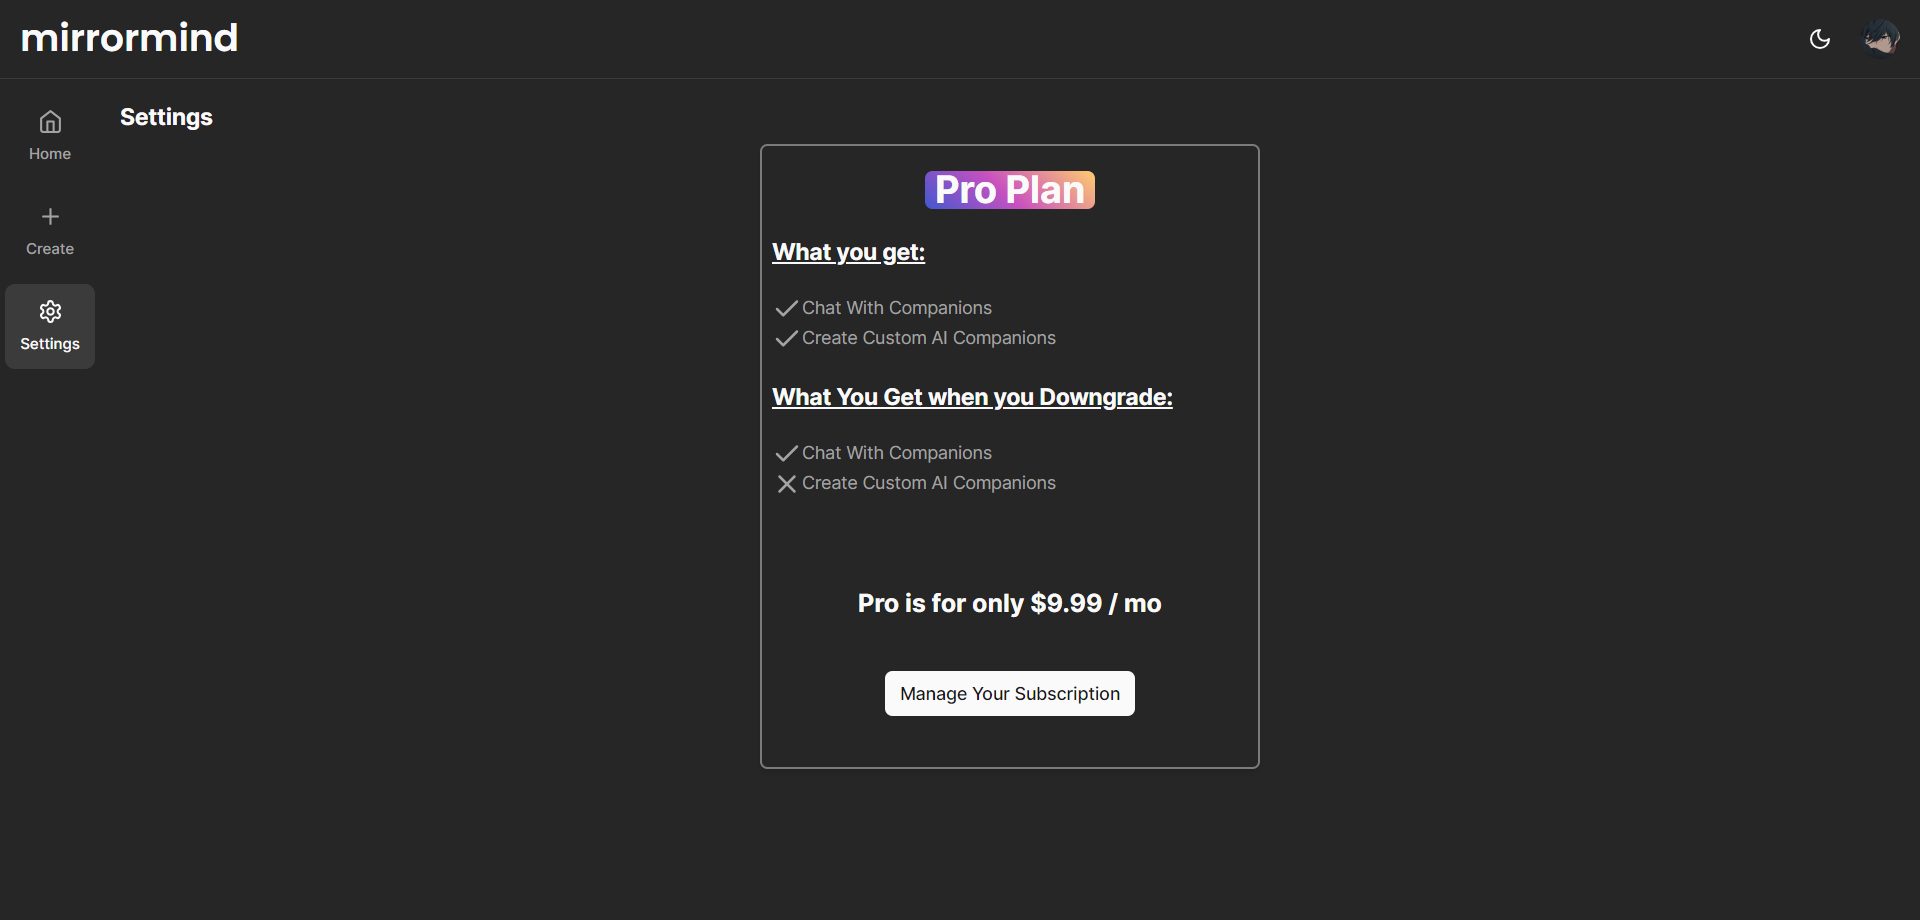 mirrormind
Settings
Home
Create
Settings
Pro Plan
What you get:
Chat With Companions
Create Custom AI Companions
What You Get when you Downgrade:
Chat With Companions
Create Custom AI Companions
Pro is for only $9.99 / mo
Manage Your Subscription